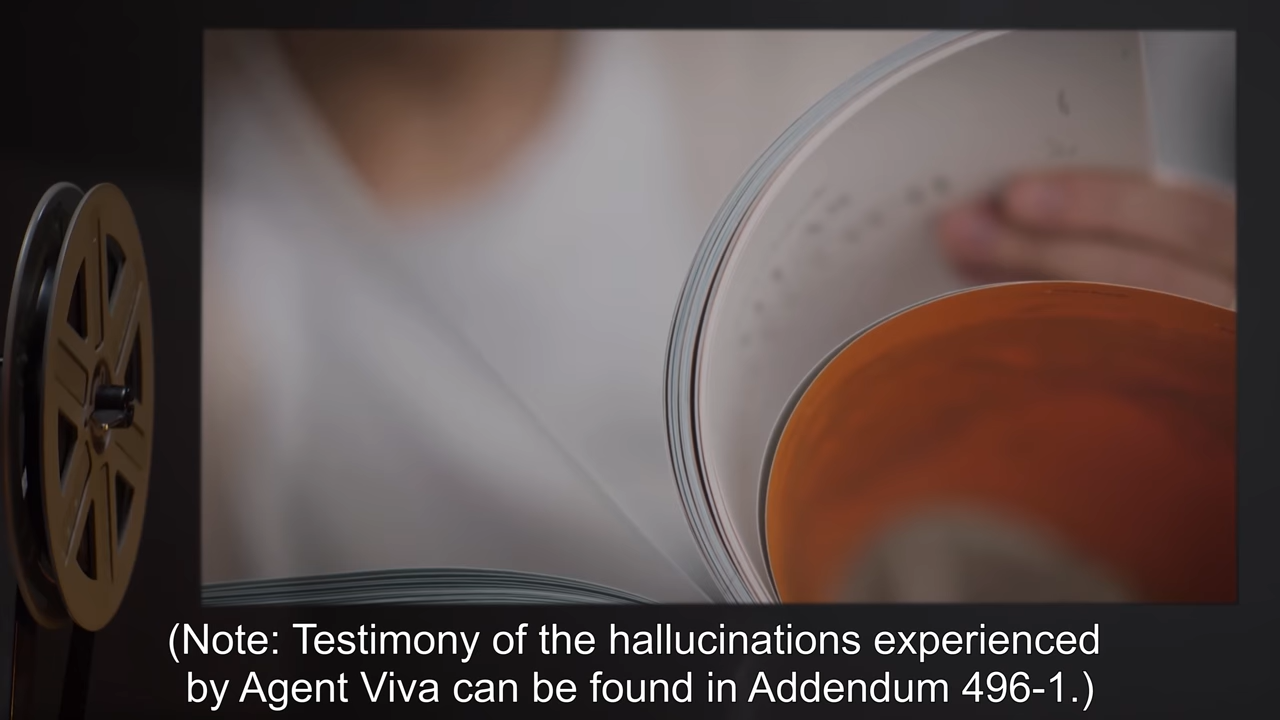 (Note: Testimony of the hallucinations experienced
by Agent Viva can be found in Addendum 496-1.)